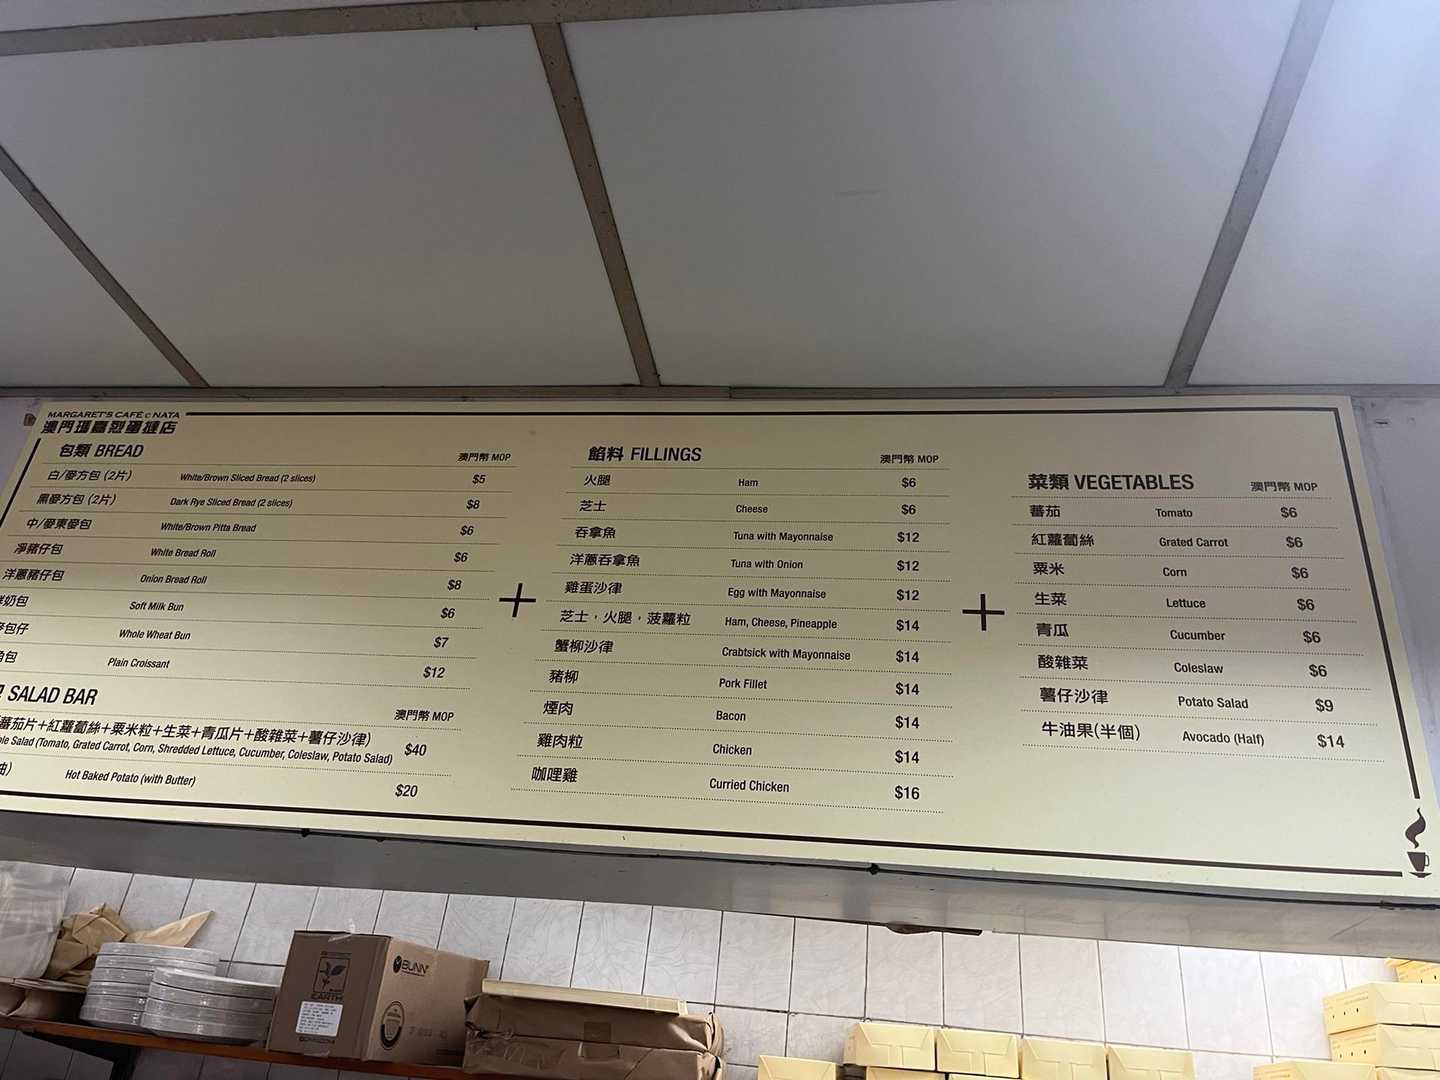 MARGARET'S CAFÉ e NATA
澳門瑪嘉烈蛋撻店
包類 BREAD 澳門幣 MOP
白/麥方包 (2片) White/Brown Sliced Bread (2 slices) $5
黑麥方包 (2片) Dark Rye Sliced Bread (2 slices) $8
中/麥東麥包 White/Brown Pitta Bread $6
淨豬仔包 White Bread Roll $6
洋蔥豬仔包 Onion Bread Roll $8
奶包 Soft Milk Bun $6
包仔 Whole Wheat Bun $7
包 Plain Croissant $12
SALAD BAR 澳門幣 MOP
蕃茄片+紅蘿蔔絲+粟米粒+生菜+青瓜片+酸雜菜+薯仔沙律) $40
Salad (Tomato, Grated Carrot, Corn, Shredded Lettuce, Cucumber, Coleslaw, Potato Salad)
油) Hot Baked Potato (with Butter) $20
+
餡料 FILLINGS 澳門幣 MOP
火腿 Ham $6
芝士 Cheese $6
吞拿魚 Tuna with Mayonnaise $12
洋蔥吞拿魚 Tuna with Onion $12
雞蛋沙律 Egg with Mayonnaise $12
芝士，火腿，菠蘿粒 Ham, Cheese, Pineapple $14
蟹柳沙律 Crabtsick with Mayonnaise $14
豬柳 Pork Fillet $14
煙肉 Bacon $14
雞肉粒 Chicken $14
咖哩雞 Curried Chicken $16
+
菜類 VEGETABLES 澳門幣 MOP
蕃茄 Tomato $6
紅蘿蔔絲 Grated Carrot $6
粟米 Corn $6
生菜 Lettuce $6
青瓜 Cucumber $6
酸雜菜 Coleslaw $6
薯仔沙律 Potato Salad $9
牛油果(半個) Avocado (Half) $14
EARTH
BUNN